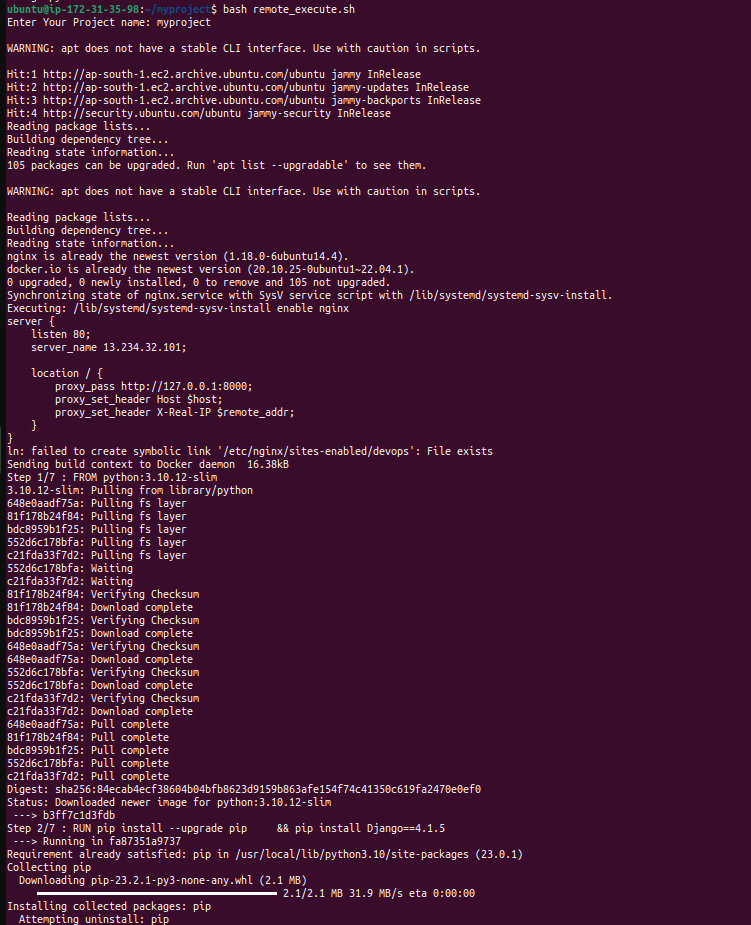 ubuntu@ip-172-31-35-98:~/myproject$ bash remote_execute.sh
Enter Your Project name: myproject

WARNING: apt does not have a stable CLI interface. Use with caution in scripts.

Hit:1 http://ap-south-1.ec2.archive.ubuntu.com/ubuntu jammy InRelease
Hit:2 http://ap-south-1.ec2.archive.ubuntu.com/ubuntu jammy-updates InRelease
Hit:3 http://ap-south-1.ec2.archive.ubuntu.com/ubuntu jammy-backports InRelease
Hit:4 http://security.ubuntu.com/ubuntu jammy-security InRelease
Reading package lists...
Building dependency tree...
Reading state information...
105 packages can be upgraded. Run 'apt list --upgradable' to see them.

WARNING: apt does not have a stable CLI interface. Use with caution in scripts.

Reading package lists...
Building dependency tree...
Reading state information...
nginx is already the newest version (1.18.0-6ubuntu14.4).
docker.io is already the newest version (20.10.25-0ubuntu1~22.04.1).
0 upgraded, 0 newly installed, 0 to remove and 105 not upgraded.
Synchronizing state of nginx.service with SysV service script with /lib/systemd/systemd-sysv-install.
Executing: /lib/systemd/systemd-sysv-install enable nginx
server {
    listen 80;
    server_name 13.234.32.101;

    location / {
        proxy_pass http://127.0.0.1:8000;
        proxy_set_header Host $host;
        proxy_set_header X-Real-IP $remote_addr;
    }
}
ln: failed to create symbolic link '/etc/nginx/sites-enabled/devops': File exists
Sending build context to Docker daemon  16.38kB
Step 1/7 : FROM python:3.10.12-slim
3.10.12-slim: Pulling from library/python
648e0aadf75a: Pulling fs layer
81f178b24f84: Pulling fs layer
bdc8959b1f25: Pulling fs layer
552d6c178bfa: Pulling fs layer
c21fda33f7d2: Pulling fs layer
552d6c178bfa: Waiting
c21fda33f7d2: Waiting
81f178b24f84: Verifying Checksum
81f178b24f84: Download complete
bdc8959b1f25: Verifying Checksum
bdc8959b1f25: Download complete
648e0aadf75a: Verifying Checksum
648e0aadf75a: Download complete
552d6c178bfa: Verifying Checksum
552d6c178bfa: Download complete
c21fda33f7d2: Verifying Checksum
c21fda33f7d2: Download complete
648e0aadf75a: Pull complete
81f178b24f84: Pull complete
bdc8959b1f25: Pull complete
552d6c178bfa: Pull complete
c21fda33f7d2: Pull complete
Digest: sha256:84ecab4ecf38604b04bfb8623d9159b863afe154f74c41350c619fa2470e0ef0
Status: Downloaded newer image for python:3.10.12-slim
 ---> b3ff7c1d3fdb
Step 2/7 : RUN pip install --upgrade pip     && pip install Django==4.1.5
 ---> Running in fa87351a9737
Requirement already satisfied: pip in /usr/local/lib/python3.10/site-packages (23.0.1)
Collecting pip
  Downloading pip-23.2.1-py3-none-any.whl (2.1 MB)
2.1/2.1 MB 31.9 MB/s eta 0:00:00
Installing collected packages: pip
  Attempting uninstall: pip